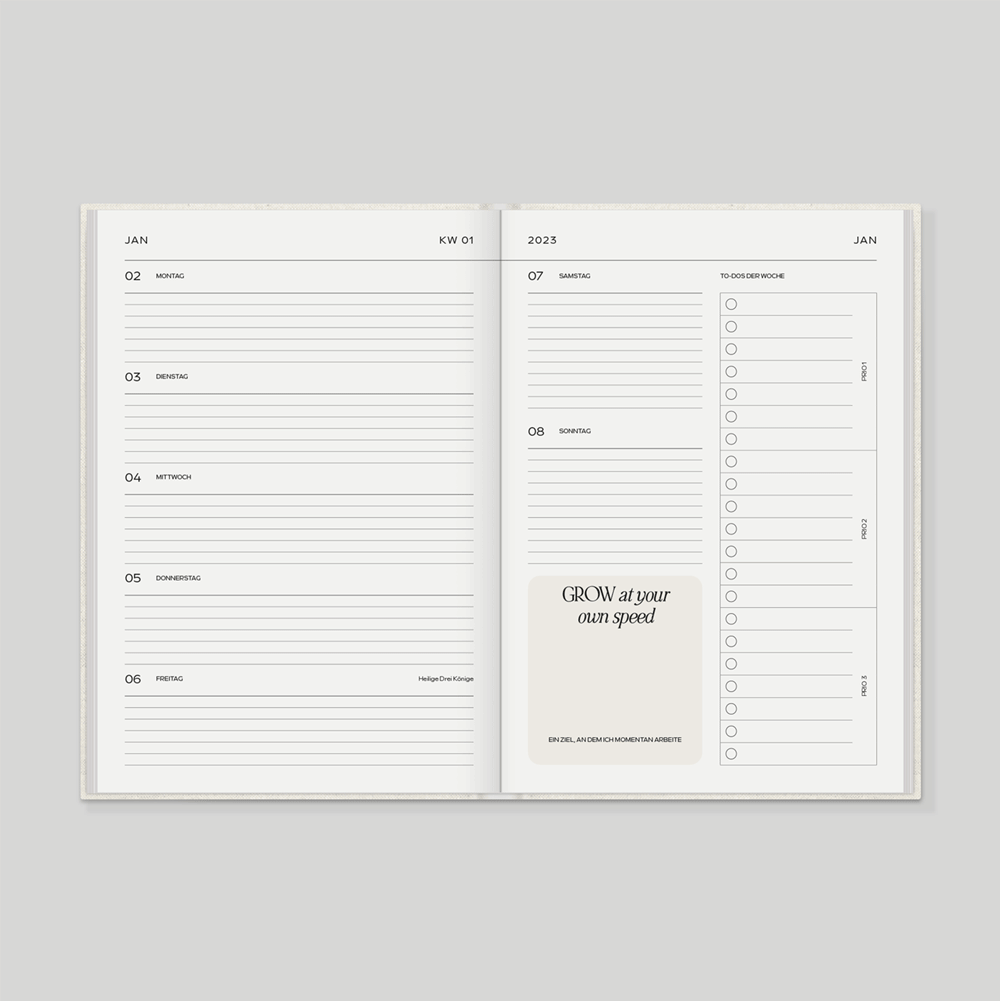 JAN
KW 01
02 MONTAG
03 DIENSTAG
04 MITTWOCH
05 DONNERSTAG
06 FREITAG
Heilige Drei Könige
2023
JAN
07 SAMSTAG
08 SONNTAG
GROW at your
own speed
EIN ZIEL, AN DEM ICH MOMENTAN ARBEITE
TO-DOS DER WOCHE
PRIO 1
PRIO 2
PRIO 3